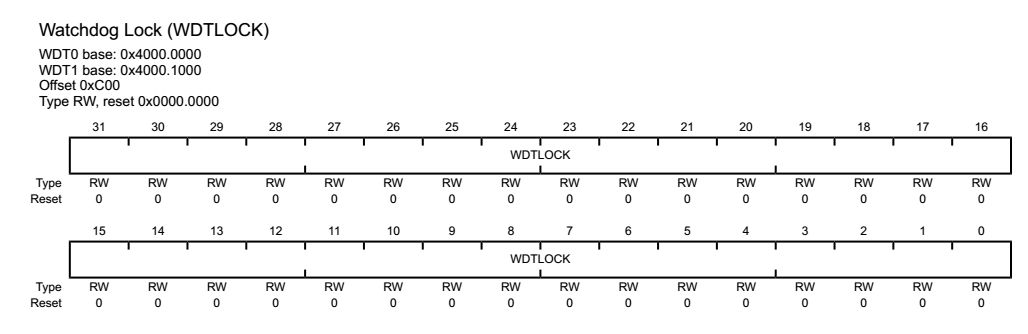 Watchdog Lock (WDTLOCK)
WDT0 base: 0x4000.0000
WDT1 base: 0x4000.1000
Offset 0xC00
Type RW, reset 0x0000.0000
31 30 29 28 27 26 25 24 23 22 21 20 19 18 17 16
WDTLOCK
Type RW RW RW RW RW RW RW RW RW RW RW RW RW RW RW RW
Reset 0 0 0 0 0 0 0 0 0 0 0 0 0 0 0 0
15 14 13 12 11 10 9 8 7 6 5 4 3 2 1 0
WDTLOCK
Type RW RW RW RW RW RW RW RW RW RW RW RW RW RW RW RW
Reset 0 0 0 0 0 0 0 0 0 0 0 0 0 0 0 0